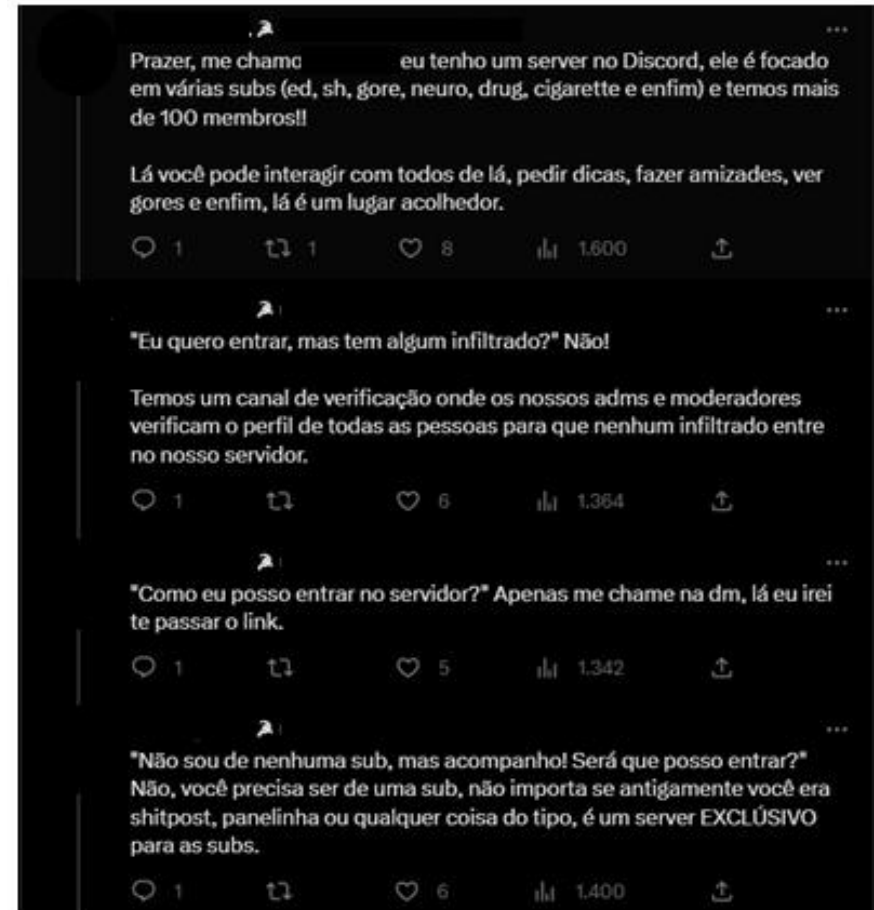 Prazer, me chamo eu tenho um server no Discord, ele é focado
em várias subs (ed, sh, gore, neuro, drug, cigarette e enfim) e temos mais
de 100 membros!!
Lá você pode interagir com todos de lá, pedir dicas, fazer amizades, ver
gores e enfim, lá é um lugar acolhedor.
1 1 8 1.600
"Eu quero entrar, mas tem algum infiltrado?" Não!
Temos um canal de verificação onde os nossos adms e moderadores
verificam o perfil de todas as pessoas para que nenhum infiltrado entre
no nosso servidor.
1 6 1.364
"Como eu posso entrar no servidor?" Apenas me chame na dm, lá eu irei
te passar o link.
1 5 1.342
"Não sou de nenhuma sub, mas acompanho! Será que posso entrar?"
Não, você precisa ser de uma sub, não importa se antigamente você era
shitpost, panelinha ou qualquer coisa do tipo, é um server EXCLÚSIVO
para as subs.
1 6 1.400